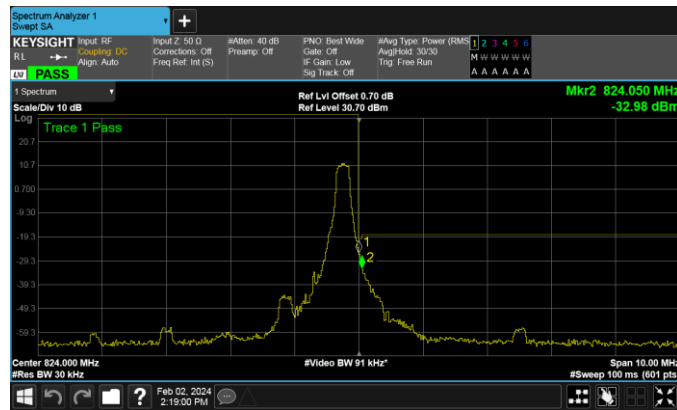 Spectrum Analyzer 1
Swept SA
KEYSIGHT Input: RF Input Z: 50 Ω #Atten: 40 dB PNO: Best Wide #Avg Type: Power (RMS 1 2 3 4 5 6
RL Coupling: DC Corrections: Off Preamp: Off Gate: Off Avg|Hold: 30/30 M W W W W W
Align: Auto Freq Ref: Int (S) IF Gain: Low Trig: Free Run
LXI PASS Sig Track: Off A A A A A A
1 Spectrum Ref Lvl Offset 0.70 dB Mkr2 824.050 MHz
Scale/Div 10 dB Ref Level 30.70 dBm -32.98 dBm
Log
Trace 1 Pass
20.7
10.7
0.700
-9.30
-19.3
1
2
-29.3
-39.3
-49.3
-59.3
Center 824.000 MHz #Video BW 91 kHz* Span 10.00 MHz
#Res BW 30 kHz #Sweep 100 ms (601 pts
? Feb 02, 2024
2:19:00 PM